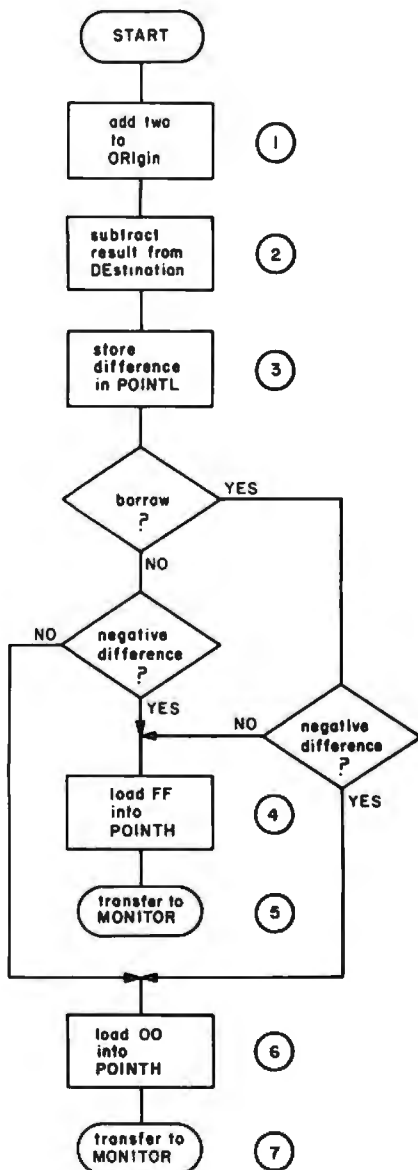 START
add two
to
ORIgin
1
subtract
result from
DEstination
2
store
difference
in POINTL
3
borrow
?
YES
NO
NO
negative
difference
?
YES
NO
negative
difference
?
YES
load FF
into
POINTH
4
transfer to
MONITOR
5
load 00
into
POINTH
6
transfer to
MONITOR
7